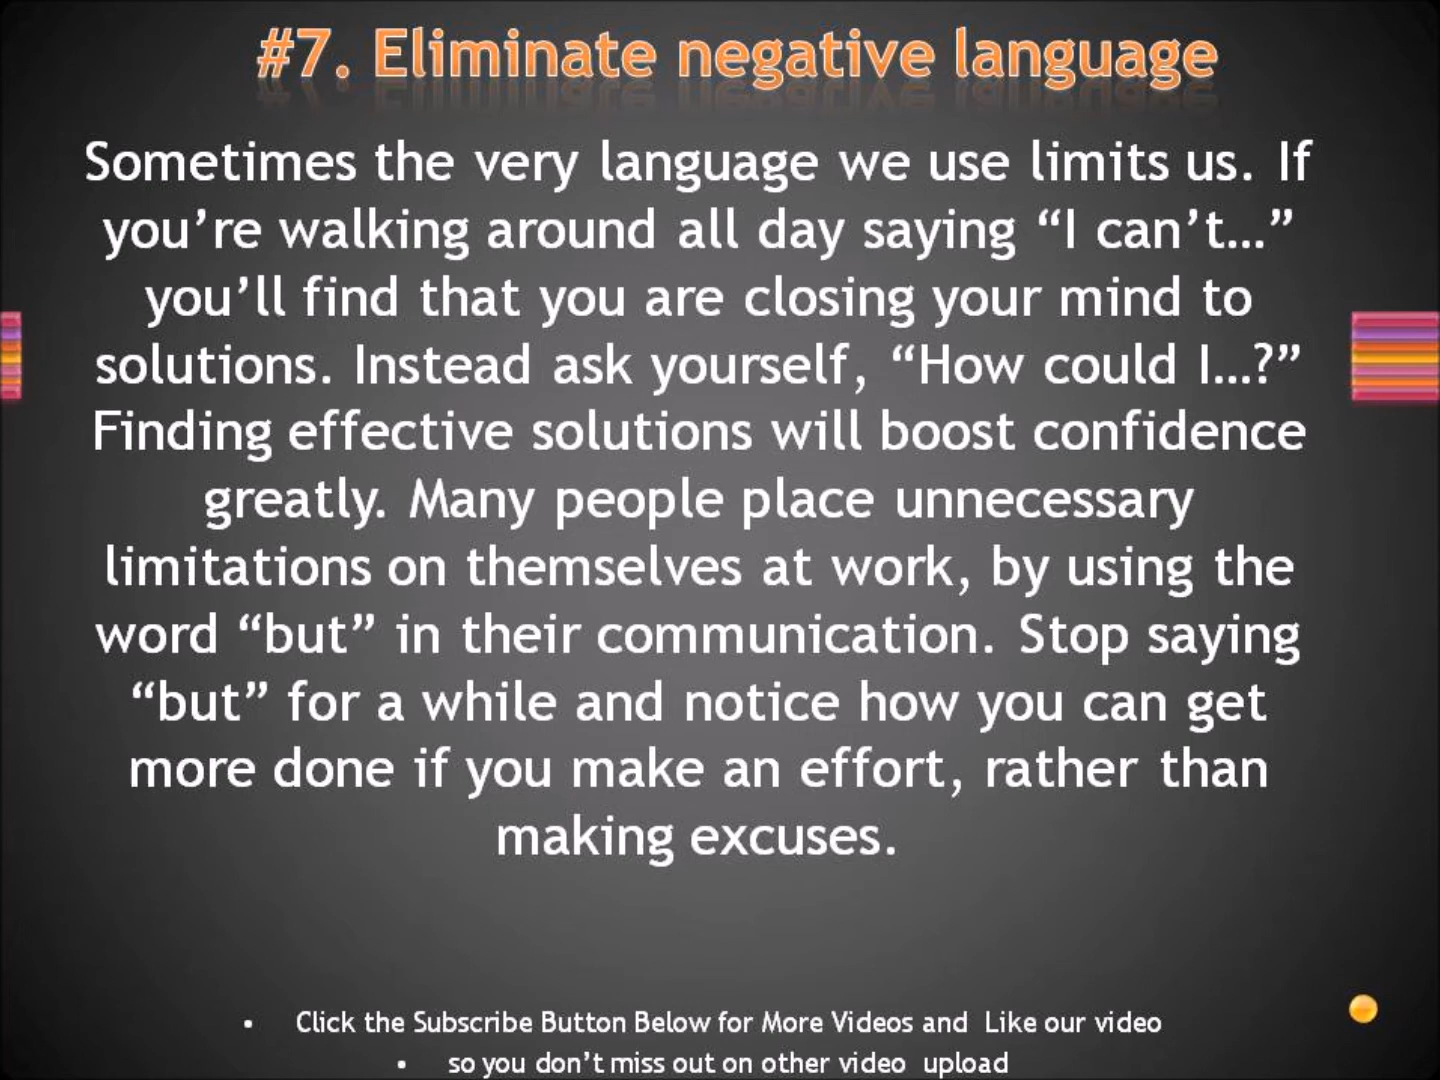 #7. Eliminate negative language
Sometimes the very language we use limits us. If
you’re walking around all day saying “I can’t…”
you’ll find that you are closing your mind to
solutions. Instead ask yourself, “How could I…?”
Finding effective solutions will boost confidence
greatly. Many people place unnecessary
limitations on themselves at work, by using the
word “but” in their communication. Stop saying
“but” for a while and notice how you can get
more done if you make an effort, rather than
making excuses.
• Click the Subscribe Button Below for More Videos and Like our video
• so you don’t miss out on other video upload